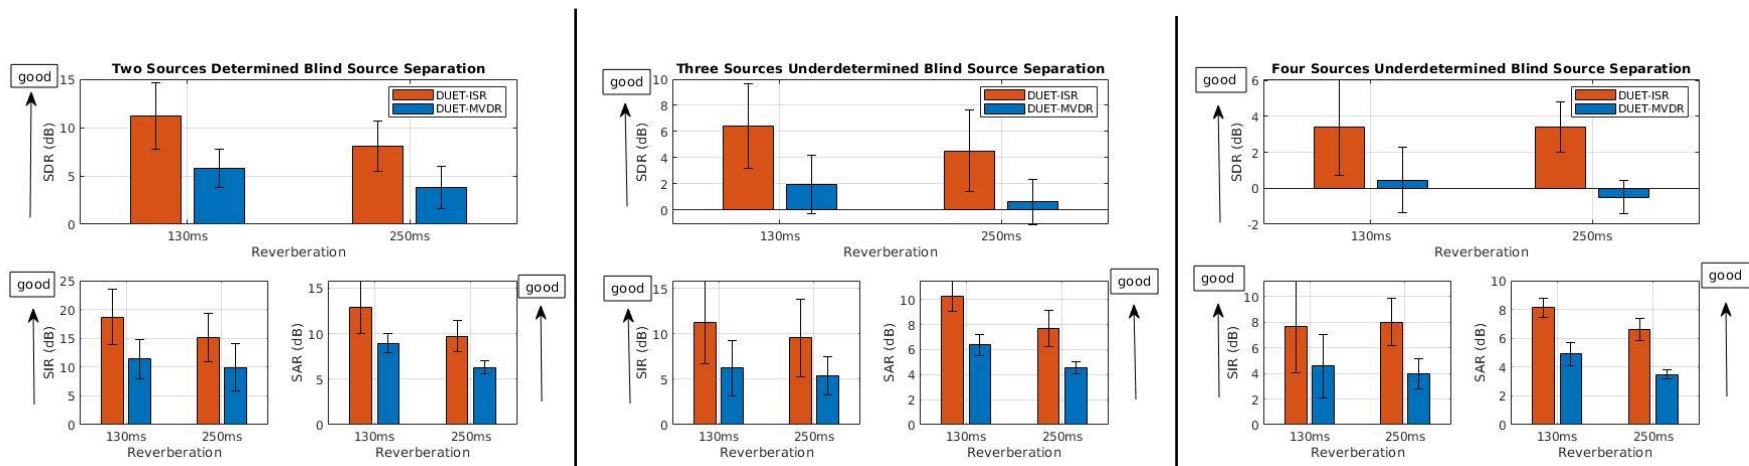 Two Sources Determined Blind Source Separation
good
15
10
5
0
SDR (dB)
DUET-ISR
DUET-MVDR
130ms
250ms
Reverberation
good
25
20
15
10
5
0
SIR (dB)
130ms
250ms
Reverberation
15
10
5
0
SAR (dB)
130ms
250ms
Reverberation
good
Three Sources Underdetermined Blind Source Separation
good
10
8
6
4
2
0
SDR (dB)
DUET-ISR
DUET-MVDR
130ms
250ms
Reverberation
good
15
10
5
0
SIR (dB)
130ms
250ms
Reverberation
10
8
6
4
2
0
SAR (dB)
130ms
250ms
Reverberation
good
Four Sources Underdetermined Blind Source Separation
good
6
4
2
0
-2
SDR (dB)
DUET-ISR
DUET-MVDR
130ms
250ms
Reverberation
good
10
8
6
4
2
0
SIR (dB)
130ms
250ms
Reverberation
10
8
6
4
2
0
SAR (dB)
130ms
250ms
Reverberation
good